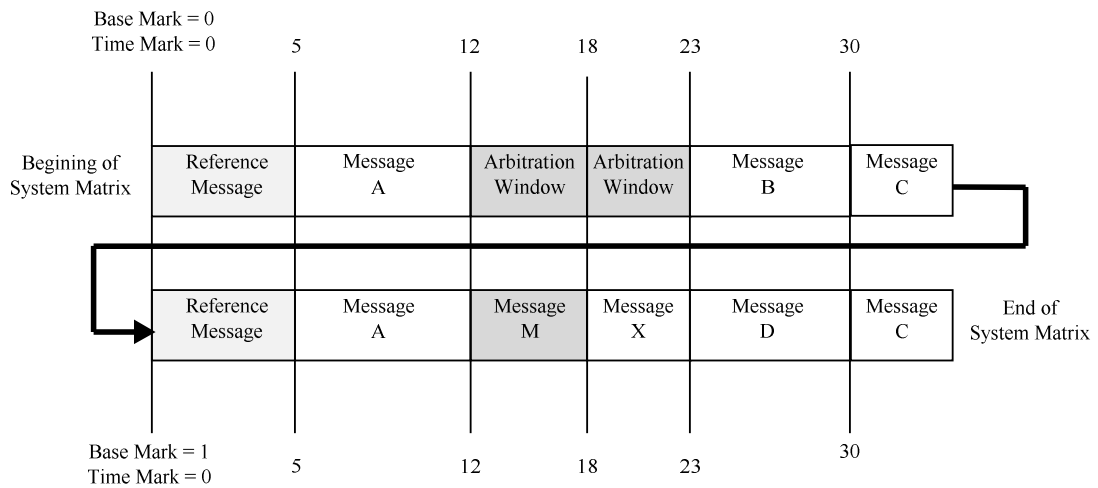 Base Mark = 0
Time Mark = 0
5
12
18
23
30
Begining of
System Matrix
Reference
Message
Message
A
Arbitration
Window
Arbitration
Window
Message
B
Message
C
Reference
Message
Message
A
Message
M
Message
X
Message
D
Message
C
End of
System Matrix
Base Mark = 1
Time Mark = 0
5
12
18
23
30